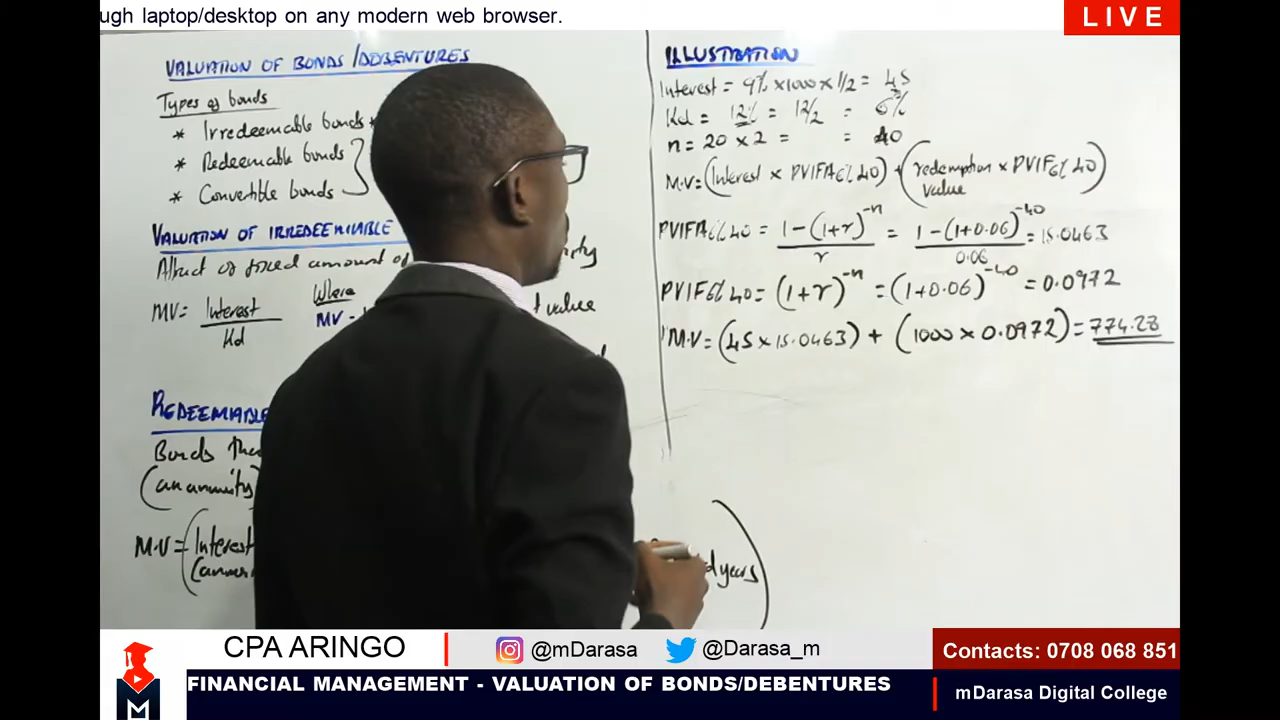 ugh laptop/desktop on any modern web browser.
LIVE
VALUATION OF BONDS/DEBENTURES
Types of bonds
* Irredeemable bonds *
* Redeemable bonds
* Convertible bonds
VALUATION OF IRREDEEMABLE
Attract a fixed amount of
Where
MV = Interest
Kd
MV -
value
REDEEMABLE
Bonds tha
(an annuity)
M.V = (Interest
years)
ILLUSTRATION
Interest = 9% x 1000 x 1/2 = 45
Kd = 12% = 12/2 = 6%
n = 20 x 2 = = 40
M.V = (Interest x PVIFA6% 40) + (redemption value x PVIF6% 40)
PVIFA6% 40 = 1-(1+r)^-n / r = 1-(1+0.06)^-40 / 0.06 = 15.0463
PVIF6% 40 = (1+r)^-n = (1+0.06)^-40 = 0.0972
M.V = (45 x 15.0463) + (1000 x 0.0972) = 774.28
CPA ARINGO
@mDarasa
@Darasa_m
Contacts: 0708 068 851
FINANCIAL MANAGEMENT - VALUATION OF BONDS/DEBENTURES
mDarasa Digital College